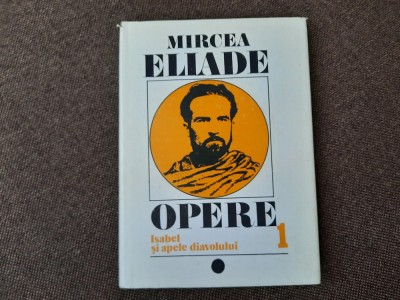 MIRCEA
ELIADE
OPERE
Isabel
și apele diavolului
1